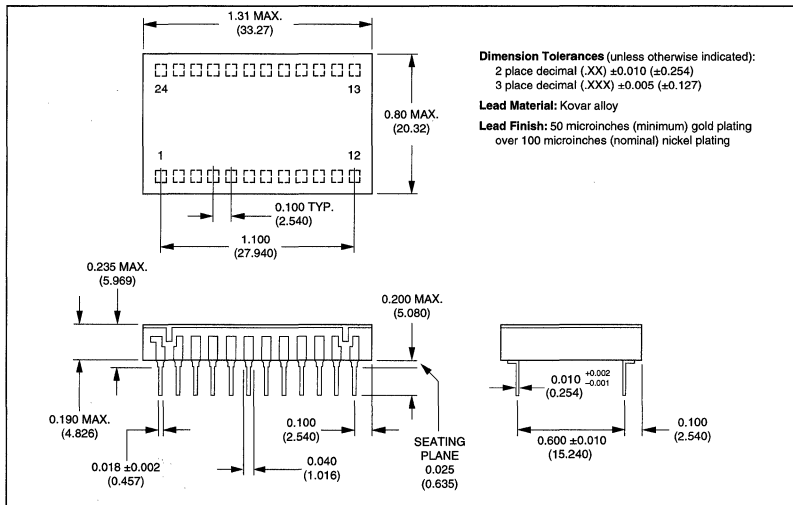 1.31 MAX.
(33.27)
24
13
1
12
0.80 MAX.
(20.32)
0.100 TYP.
(2.540)
1.100
(27.940)
Dimension Tolerances (unless otherwise indicated):
2 place decimal (.XX) ±0.010 (±0.254)
3 place decimal (.XXX) ±0.005 (±0.127)
Lead Material: Kovar alloy
Lead Finish: 50 microinches (minimum) gold plating
over 100 microinches (nominal) nickel plating
0.235 MAX.
(5.969)
0.200 MAX.
(5.080)
0.190 MAX.
(4.826)
0.018 ±0.002
(0.457)
0.040
(1.016)
0.100
(2.540)
SEATING
PLANE
0.025
(0.635)
0.010 +0.002 −0.001
(0.254)
0.600 ±0.010
(15.240)
0.100
(2.540)